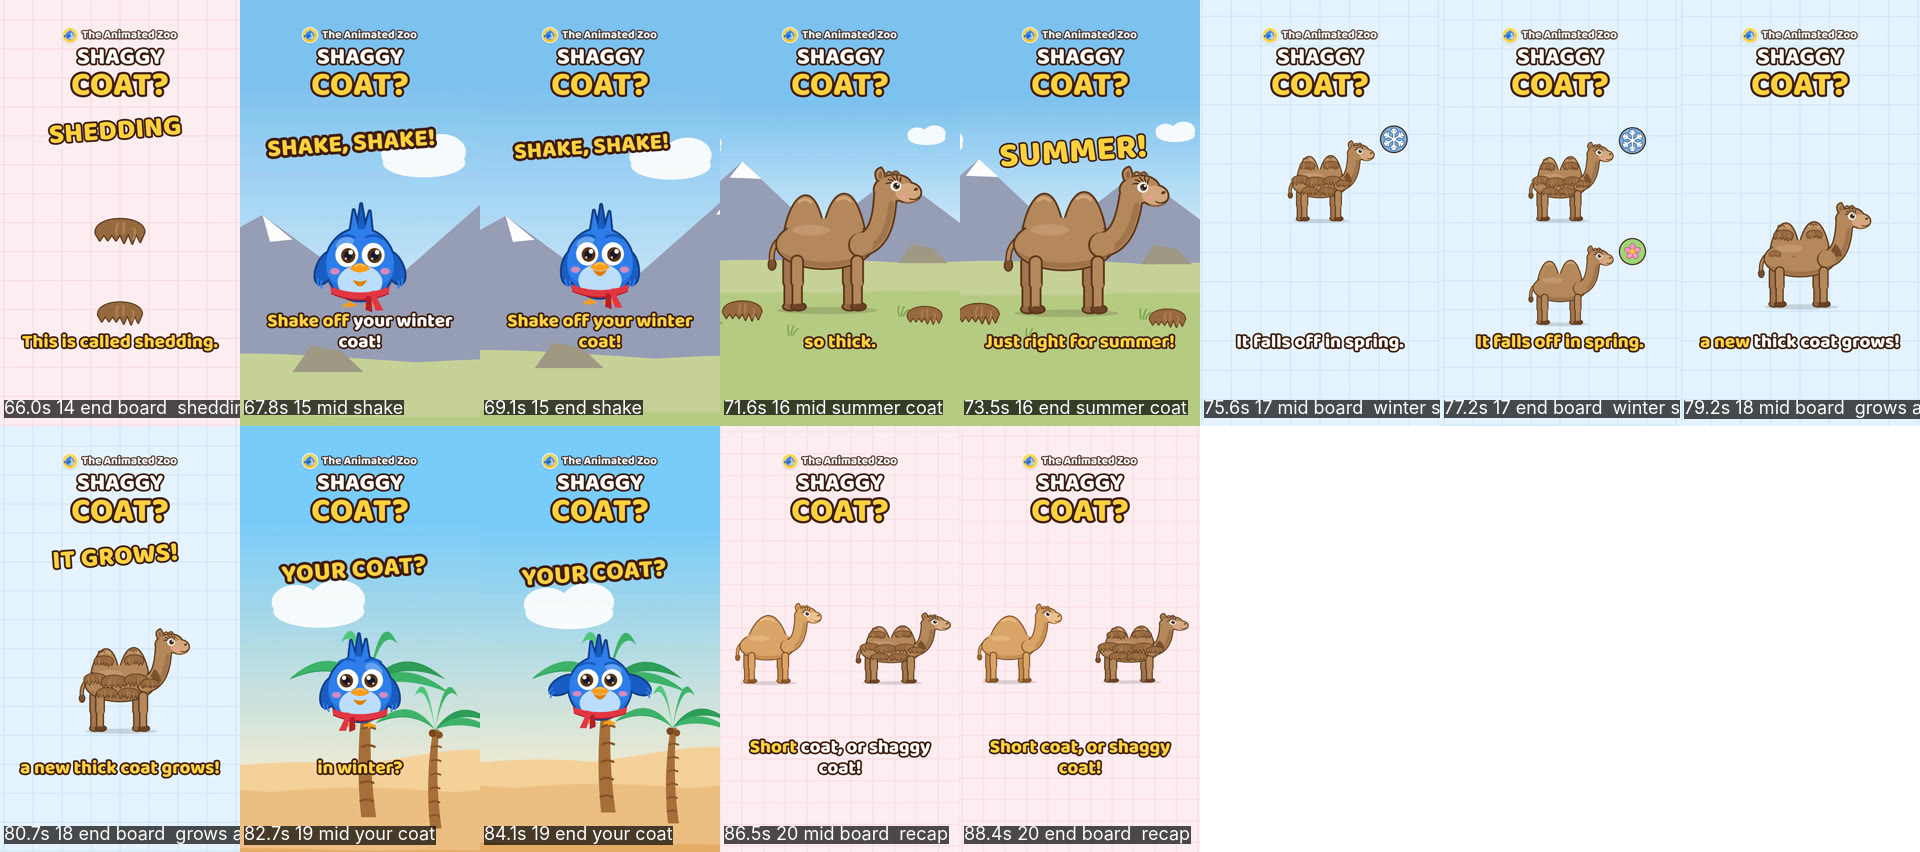 The Animated Zoo
SHAGGY
COAT?
SHEDDING
This is called shedding.
66.0s 14 end board sheddin
The Animated Zoo
SHAGGY
COAT?
SHAKE, SHAKE!
Shake off your winter
coat!
67.8s 15 mid shake
The Animated Zoo
SHAGGY
COAT?
SHAKE, SHAKE!
Shake off your winter
coat!
69.1s 15 end shake
The Animated Zoo
SHAGGY
COAT?
so thick.
71.6s 16 mid summer coat
The Animated Zoo
SHAGGY
COAT?
SUMMER!
Just right for summer!
73.5s 16 end summer coat
The Animated Zoo
SHAGGY
COAT?
It falls off in spring.
75.6s 17 mid board winter s
The Animated Zoo
SHAGGY
COAT?
It falls off in spring.
77.2s 17 end board winter s
The Animated Zoo
SHAGGY
COAT?
a new thick coat grows!
79.2s 18 mid board grows a
The Animated Zoo
SHAGGY
COAT?
IT GROWS!
a new thick coat grows!
80.7s 18 end board grows a
The Animated Zoo
SHAGGY
COAT?
YOUR COAT?
in winter?
82.7s 19 mid your coat
The Animated Zoo
SHAGGY
COAT?
YOUR COAT?
84.1s 19 end your coat
The Animated Zoo
SHAGGY
COAT?
Short coat, or shaggy
coat!
86.5s 20 mid board recap
The Animated Zoo
SHAGGY
COAT?
Short coat, or shaggy
coat!
88.4s 20 end board recap